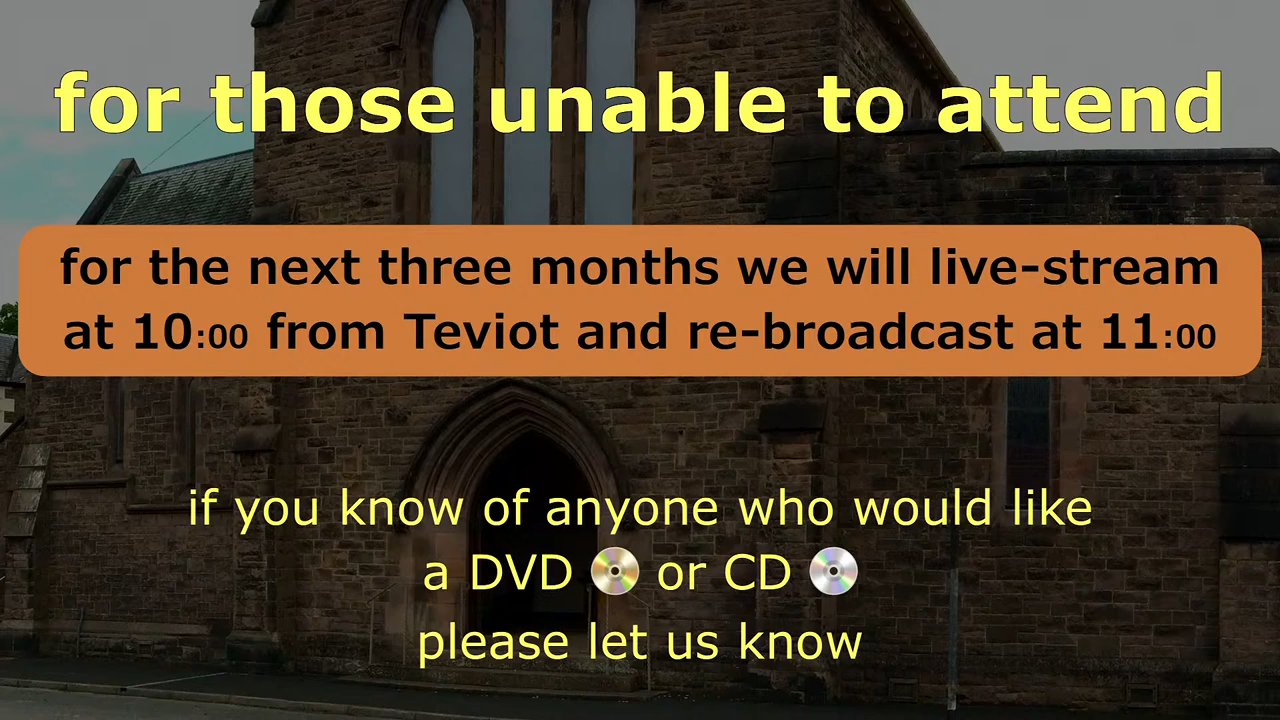 for those unable to attend
for the next three months we will live-stream
at 10:00 from Teviot and re-broadcast at 11:00
if you know of anyone who would like
a DVD 📀 or CD 💿
please let us know